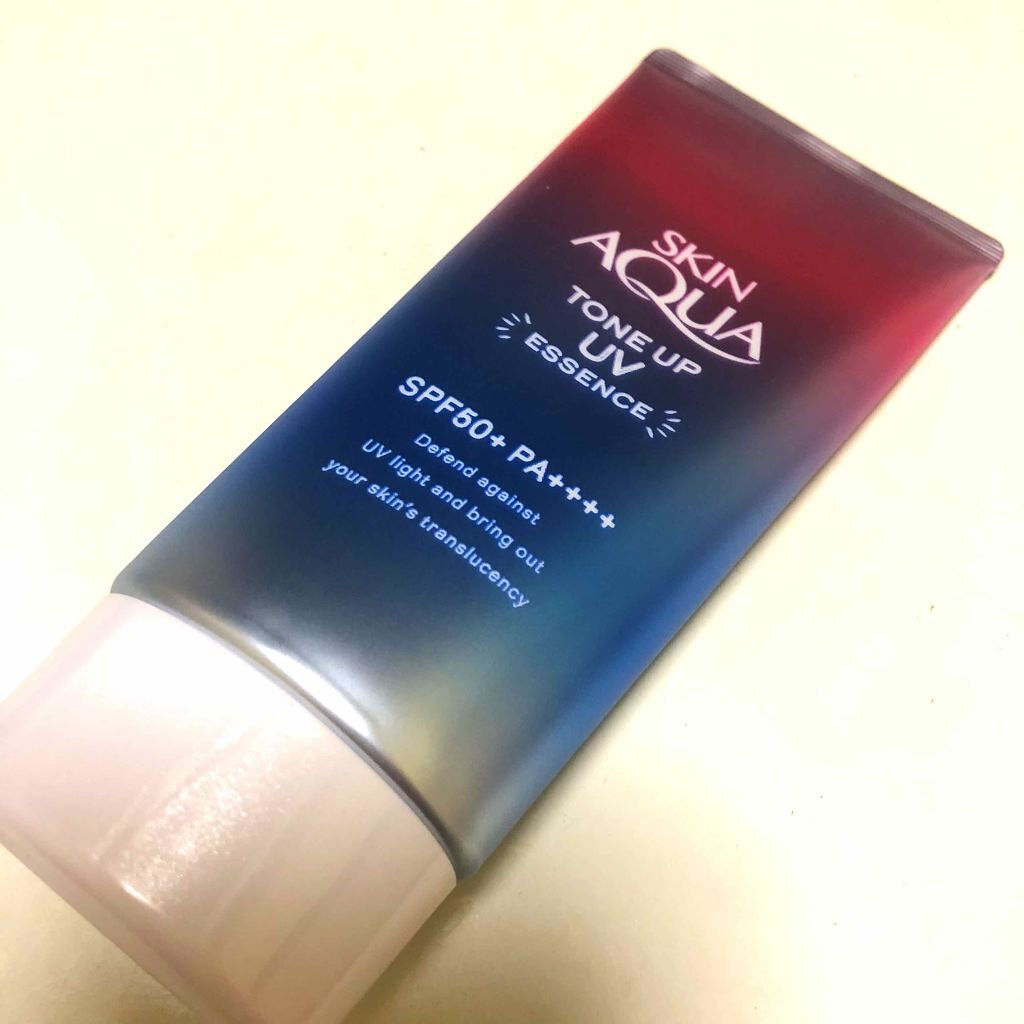 SKIN
AQUA
TONE UP
UV
ESSENCE
SPF50+ PA++++
Defend against
UV light and bring out
your skin's translucency